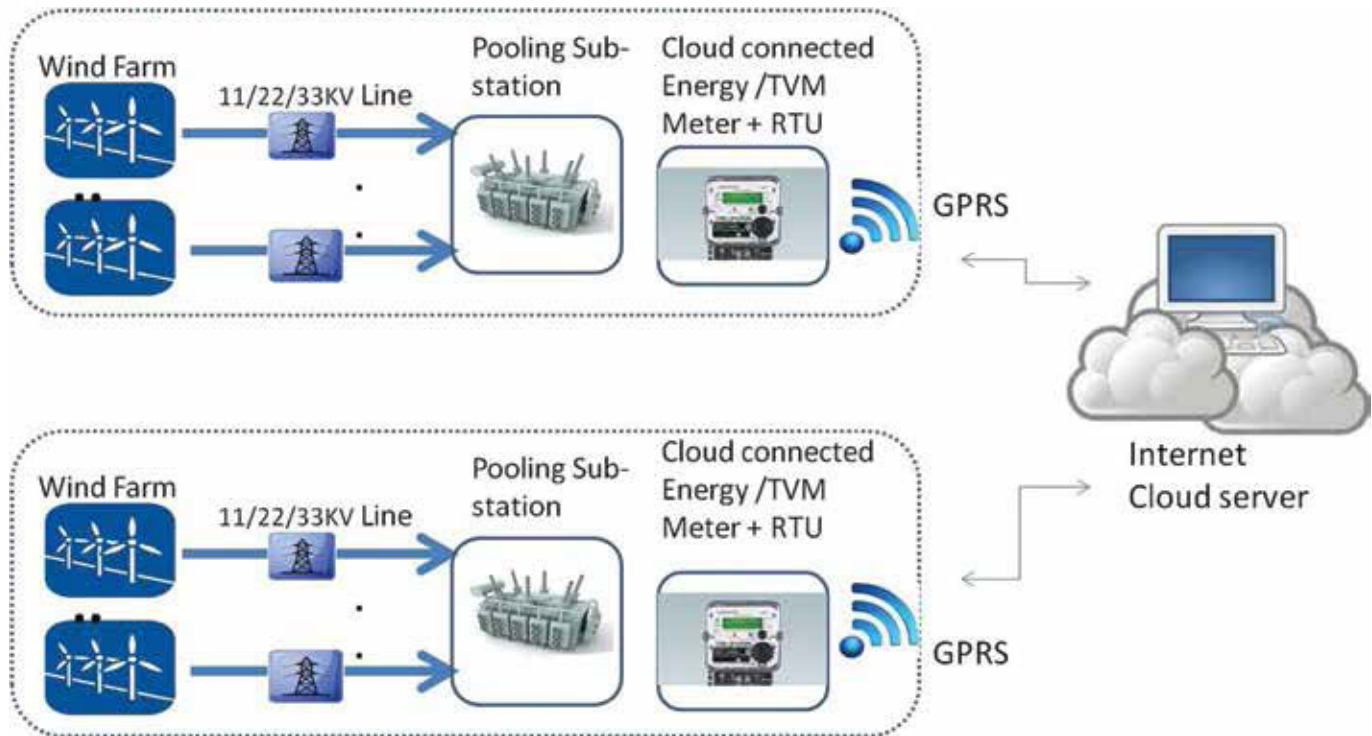 Wind Farm
11/22/33KV Line
Pooling Sub-
station
Cloud connected
Energy /TVM
Meter + RTU
GPRS
Internet
Cloud server
Wind Farm
11/22/33KV Line
Pooling Sub-
station
Cloud connected
Energy /TVM
Meter + RTU
GPRS